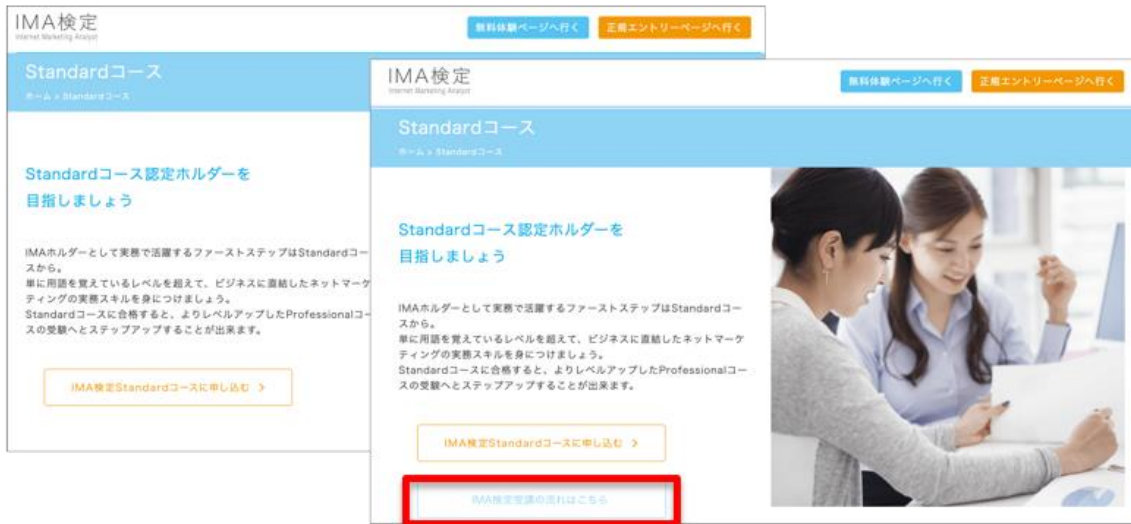 IMA検定
Internet Marketing Analyst
無料体験ページへ行く
正規エントリーページへ行く
Standardコース
ホーム > Standardコース
Standardコース認定ホルダーを
目指しましょう
IMAホルダーとして実務で活躍するファーストステップはStandardコー
スから。
単に用語を覚えているレベルを超えて、ビジネスに直結したネットマーケ
ティングの実務スキルを身につけましょう。
Standardコースに合格すると、よりレベルアップしたProfessionalコー
スの受験へとステップアップすることが出来ます。
IMA検定Standardコースに申し込む >
IMA検定
Internet Marketing Analyst
無料体験ページへ行く
正規エントリーページへ行く
Standardコース
ホーム > Standardコース
Standardコース認定ホルダーを
目指しましょう
IMAホルダーとして実務で活躍するファーストステップはStandardコー
スから。
単に用語を覚えているレベルを超えて、ビジネスに直結したネットマーケ
ティングの実務スキルを身につけましょう。
Standardコースに合格すると、よりレベルアップしたProfessionalコー
スの受験へとステップアップすることが出来ます。
IMA検定Standardコースに申し込む >
IMA検定受講の流れはこちら